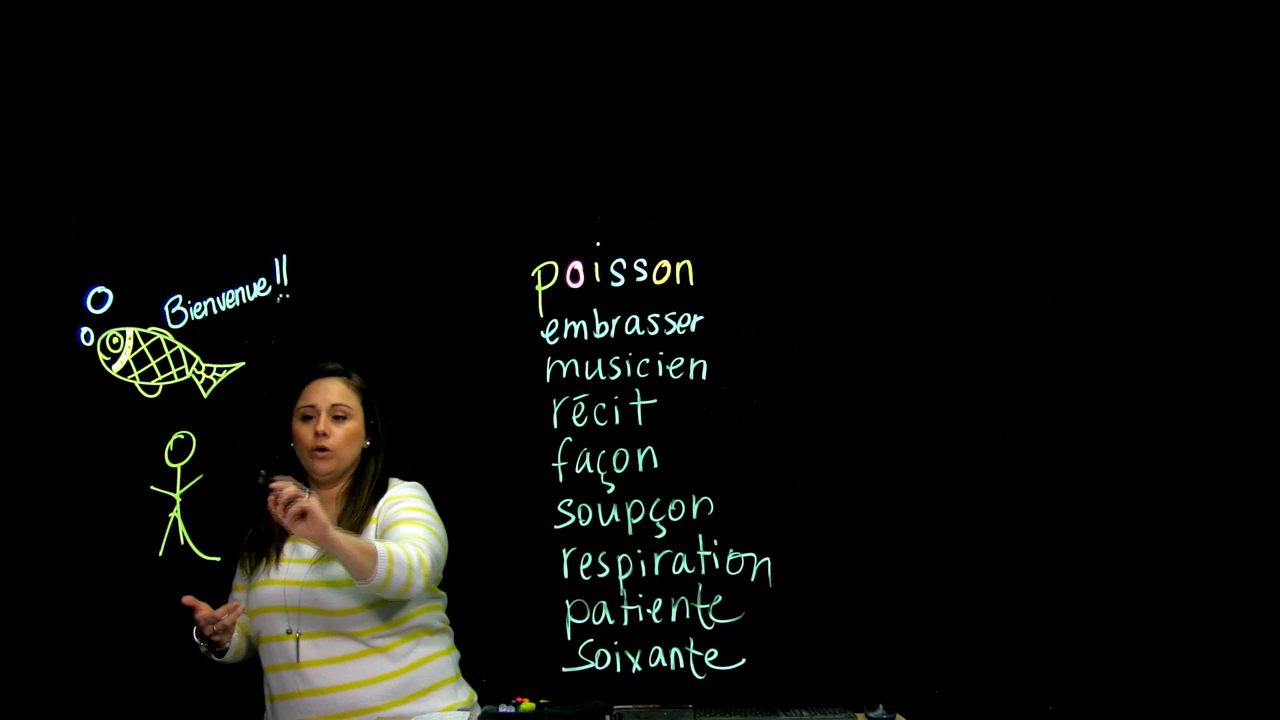 Bienvenue!!
poisson
embrasser
musicien
récit
façon
soupçon
respiration
patiente
soixante